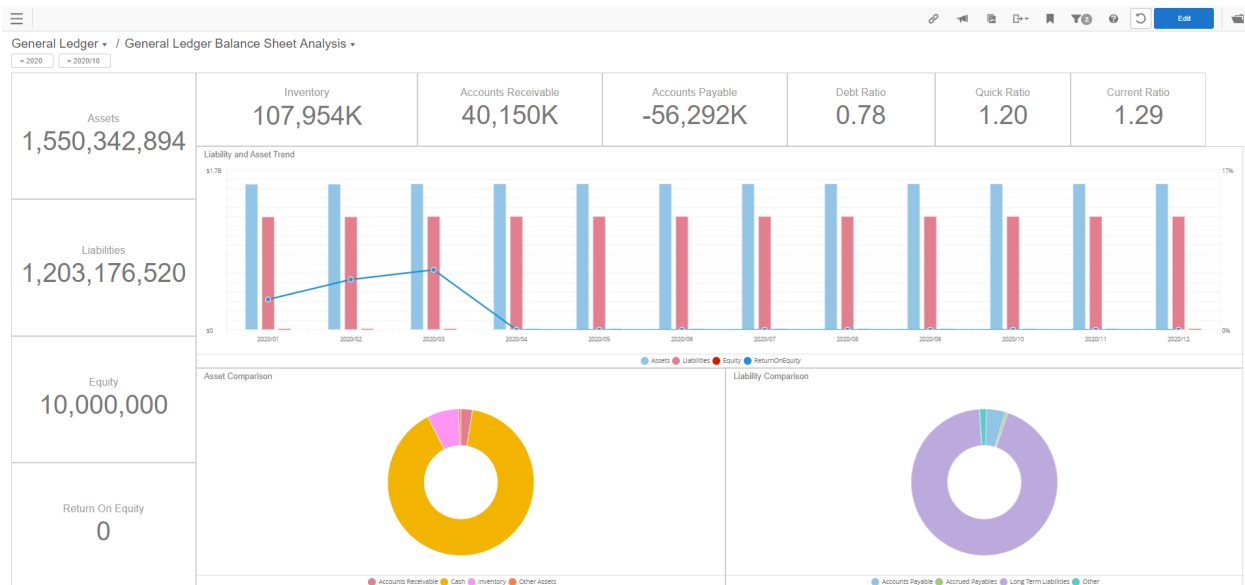 2
Edit
General Ledger / General Ledger Balance Sheet Analysis
= 2020
= 2020/10
Assets
1,550,342,894
Inventory
107,954K
Accounts Receivable
40,150K
Accounts Payable
-56,292K
Debt Ratio
0.78
Quick Ratio
1.20
Current Ratio
1.29
Liabilities
1,203,176,520
Equity
10,000,000
Return On Equity
0
Liability and Asset Trend
$1.7B
17%
$0
0%
2020/01 2020/02 2020/03 2020/04 2020/05 2020/06 2020/07 2020/08 2020/09 2020/10 2020/11 2020/12
Assets Liabilities Equity ReturnOnEquity
Asset Comparison
Accounts Receivable Cash Inventory Other Assets
Liability Comparison
Accounts Payable Accrued Payables Long Term Liabilities Other